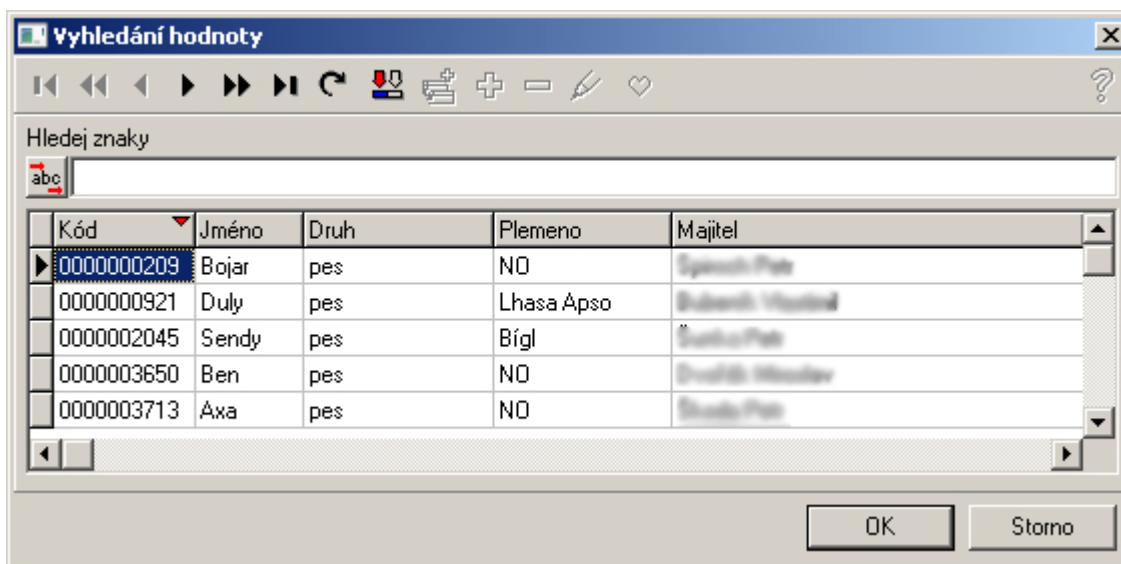 Vyhledání hodnoty
Hledej znaky
abc
Kód Jméno Druh Plemeno Majitel
0000000209 Bojar pes NO
0000000921 Duly pes Lhasa Apso
0000002045 Sendy pes Bígl
0000003650 Ben pes NO
0000003713 Axa pes NO
OK Storno